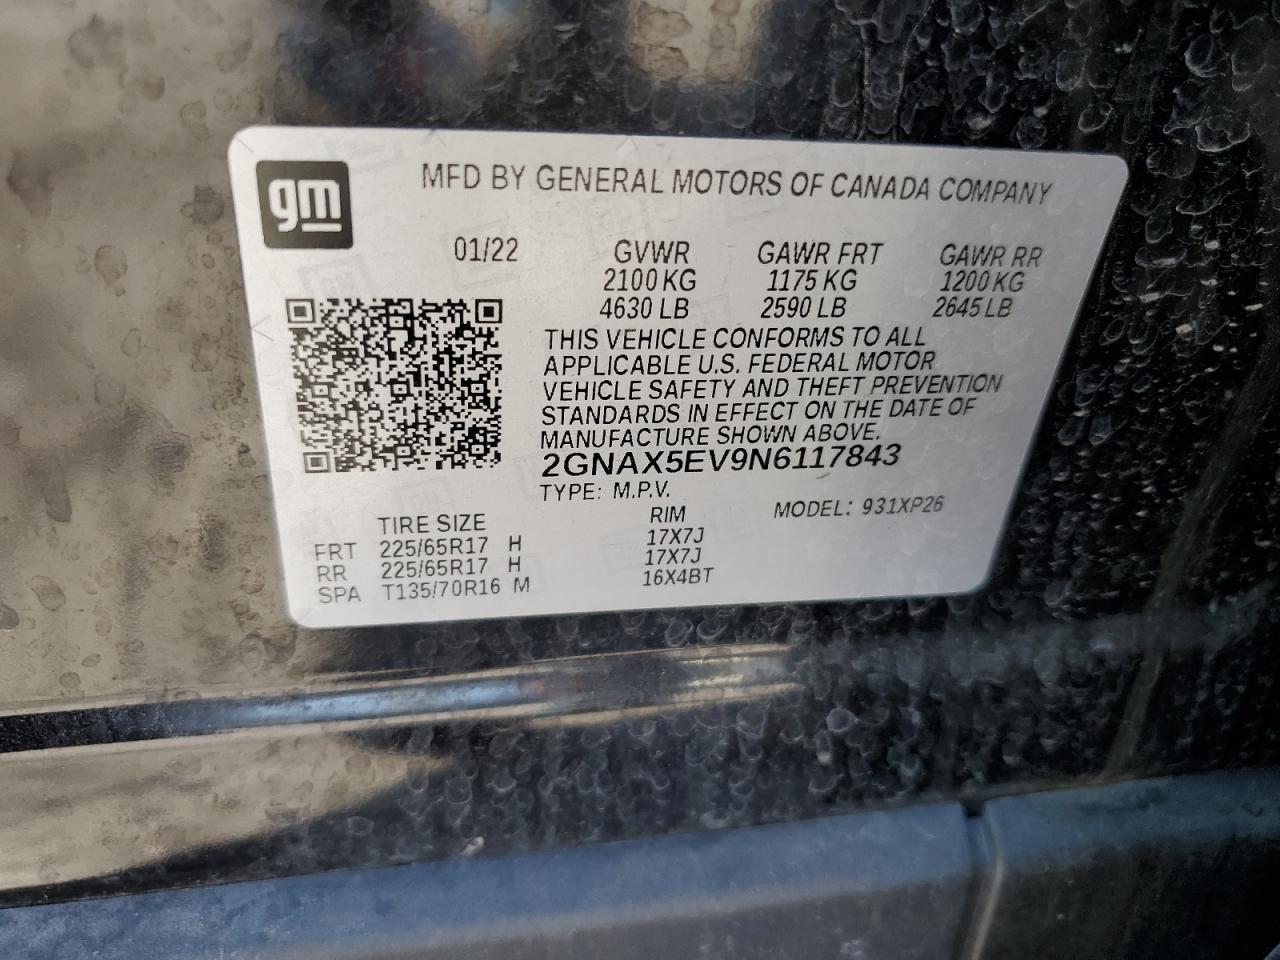 gm
MFD BY GENERAL MOTORS OF CANADA COMPANY
01/22 GVWR GAWR FRT GAWR RR
2100 KG 1175 KG 1200 KG
4630 LB 2590 LB 2645 LB
THIS VEHICLE CONFORMS TO ALL
APPLICABLE U.S. FEDERAL MOTOR
VEHICLE SAFETY AND THEFT PREVENTION
STANDARDS IN EFFECT ON THE DATE OF
MANUFACTURE SHOWN ABOVE.
2GNAX5EV9N6117843
TYPE: M.P.V. MODEL: 931XP26
TIRE SIZE RIM
FRT 225/65R17 H 17X7J
RR 225/65R17 H 17X7J
SPA T135/70R16 M 16X4BT